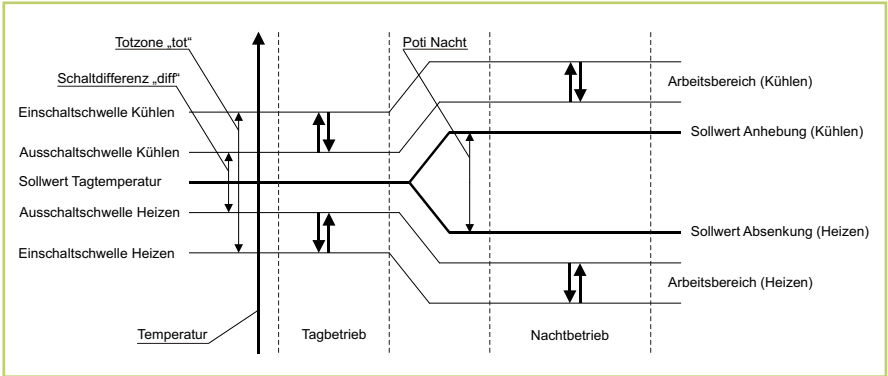 Totzone „tot“
Poti Nacht
Schaltdifferenz „diff“
Arbeitsbereich (Kühlen)
Einschaltschwelle Kühlen
Sollwert Anhebung (Kühlen)
Ausschaltschwelle Kühlen
Sollwert Tagtemperatur
Ausschaltschwelle Heizen
Sollwert Absenkung (Heizen)
Einschaltschwelle Heizen
Arbeitsbereich (Heizen)
Temperatur
Tagbetrieb
Nachtbetrieb